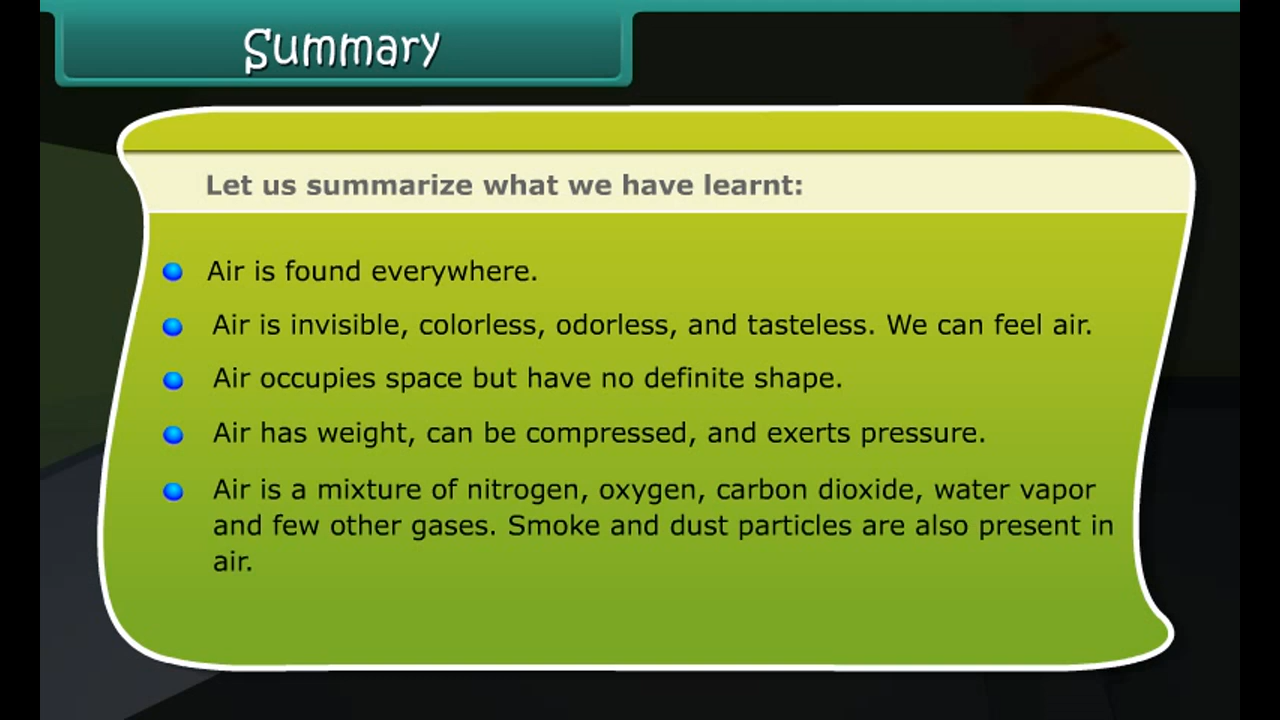 Summary
Let us summarize what we have learnt:
Air is found everywhere.
Air is invisible, colorless, odorless, and tasteless. We can feel air.
Air occupies space but have no definite shape.
Air has weight, can be compressed, and exerts pressure.
Air is a mixture of nitrogen, oxygen, carbon dioxide, water vapor
and few other gases. Smoke and dust particles are also present in
air.